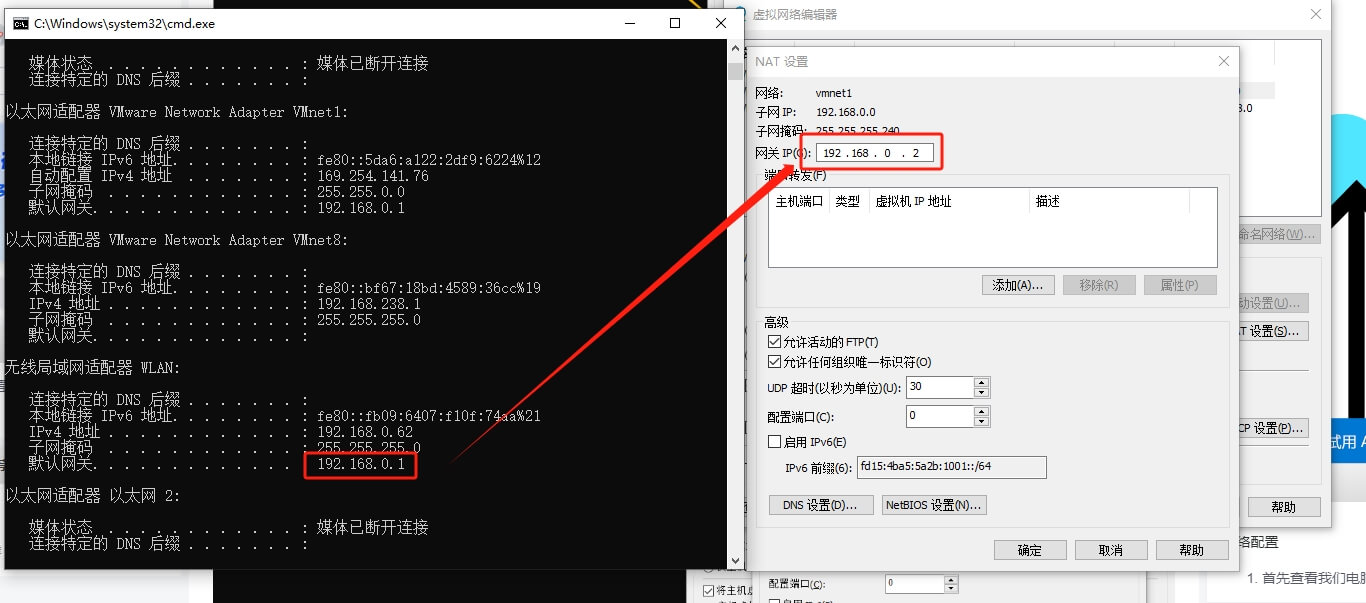 C:\Windows\system32\cmd.exe
媒体状态 . . . . . . . . . . . . : 媒体已断开连接
连接特定的 DNS 后缀 . . . . . . . :
以太网适配器 VMware Network Adapter VMnet1:
连接特定的 DNS 后缀 . . . . . . . :
本地链接 IPv6 地址. . . . . . . . : fe80::5da6:a122:2df9:6224%12
自动配置 IPv4 地址 . . . . . . . : 169.254.141.76
子网掩码 . . . . . . . . . . . . : 255.255.0.0
默认网关. . . . . . . . . . . . . : 192.168.0.1
以太网适配器 VMware Network Adapter VMnet8:
连接特定的 DNS 后缀 . . . . . . . :
本地链接 IPv6 地址. . . . . . . . : fe80::bf67:18bd:4589:36cc%19
IPv4 地址 . . . . . . . . . . . . : 192.168.238.1
子网掩码 . . . . . . . . . . . . : 255.255.255.0
默认网关. . . . . . . . . . . . . :
无线局域网适配器 WLAN:
连接特定的 DNS 后缀 . . . . . . . :
本地链接 IPv6 地址. . . . . . . . : fe80::fb09:6407:f10f:74aa%21
IPv4 地址 . . . . . . . . . . . . : 192.168.0.62
子网掩码 . . . . . . . . . . . . : 255.255.255.0
默认网关. . . . . . . . . . . . . : 192.168.0.1
以太网适配器 以太网 2:
媒体状态 . . . . . . . . . . . . : 媒体已断开连接
连接特定的 DNS 后缀 . . . . . . . :
虚拟网络编辑器
NAT 设置
网络: vmnet1
子网 IP: 192.168.0.0
子网掩码: 255.255.255.240
网关 IP(G): 192 . 168 . 0 . 2
端口转发(F)
主机端口 类型 虚拟机 IP 地址 描述
添加(A)... 移除(R) 属性(P)
高级
允许活动的 FTP(T)
允许任何组织唯一标识符(O)
UDP 超时(以秒为单位)(U): 30
配置端口(C): 0
启用 IPv6(E)
IPv6 前缀(6): fd15:4ba5:5a2b:1001::/64
DNS 设置(D)... NetBIOS 设置(N)...
确定 取消 帮助
命名网络(W)...
动设置(U)...
T 设置(S)...
CP 设置(P)...
帮助
试用 A
络配置
1. 首先查看我们电脑
将主机虚
配置端口(C): 0